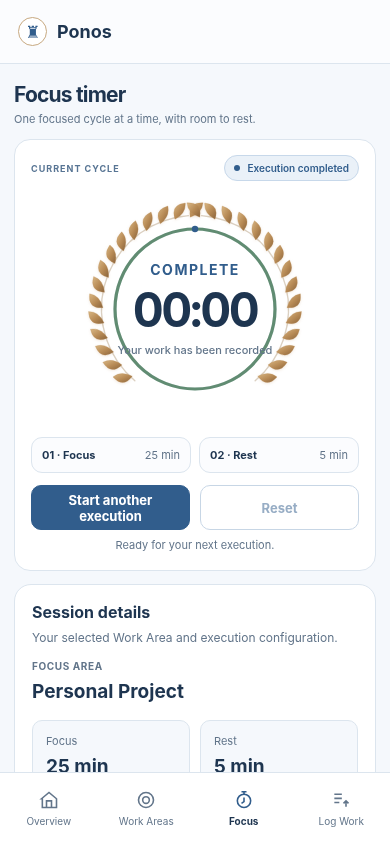 Ponos
Focus timer
One focused cycle at a time, with room to rest.
CURRENT CYCLE
Execution completed
COMPLETE
00:00
Your work has been recorded
01 · Focus
25 min
02 · Rest
5 min
Start another
execution
Reset
Ready for your next execution.
Session details
Your selected Work Area and execution configuration.
FOCUS AREA
Personal Project
Focus
Rest
25 min
5 min
Overview
Work Areas
Focus
Log Work